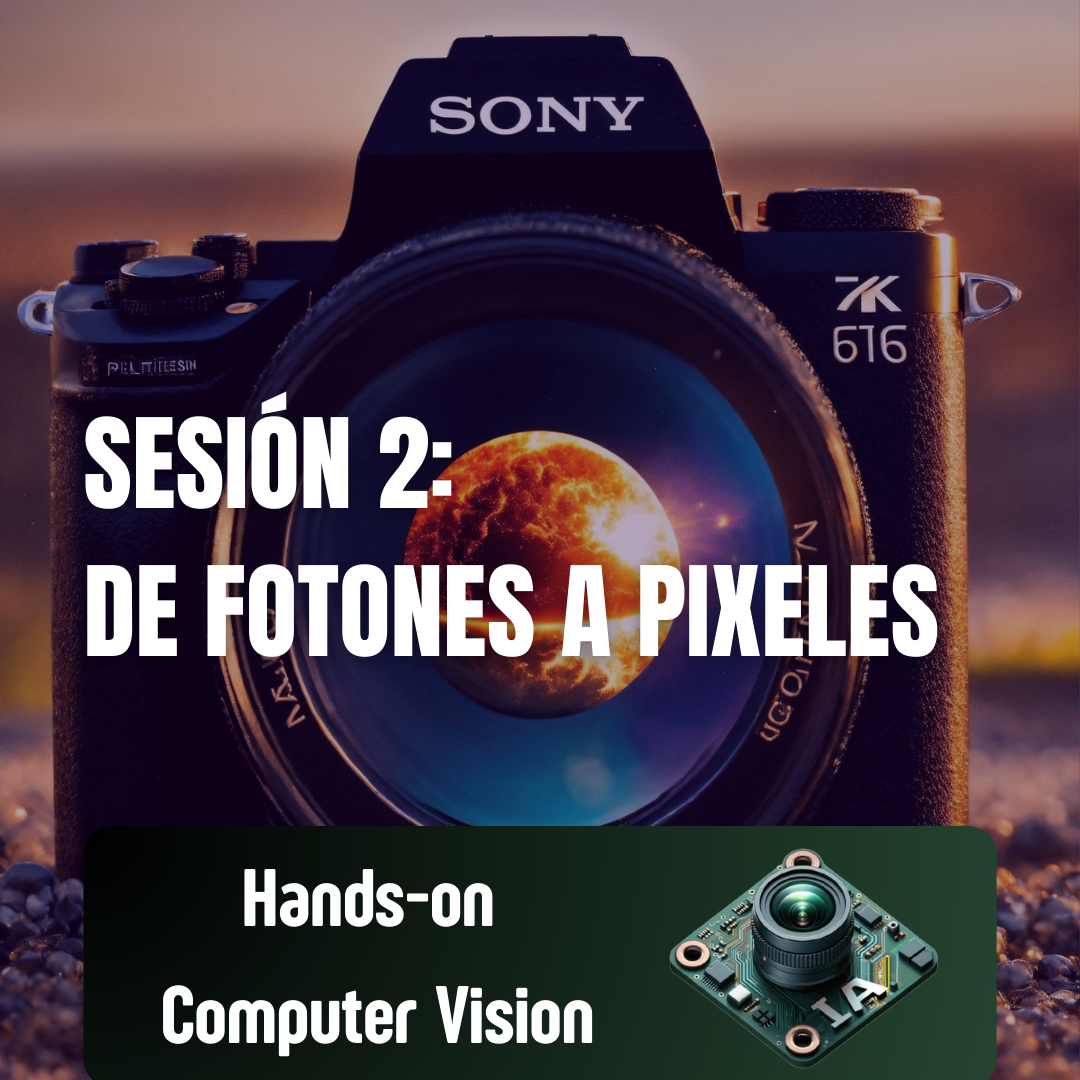 SONY
7K
616
SESIÓN 2:
DE FOTONES A PIXELES
Hands-on
Computer Vision
IA